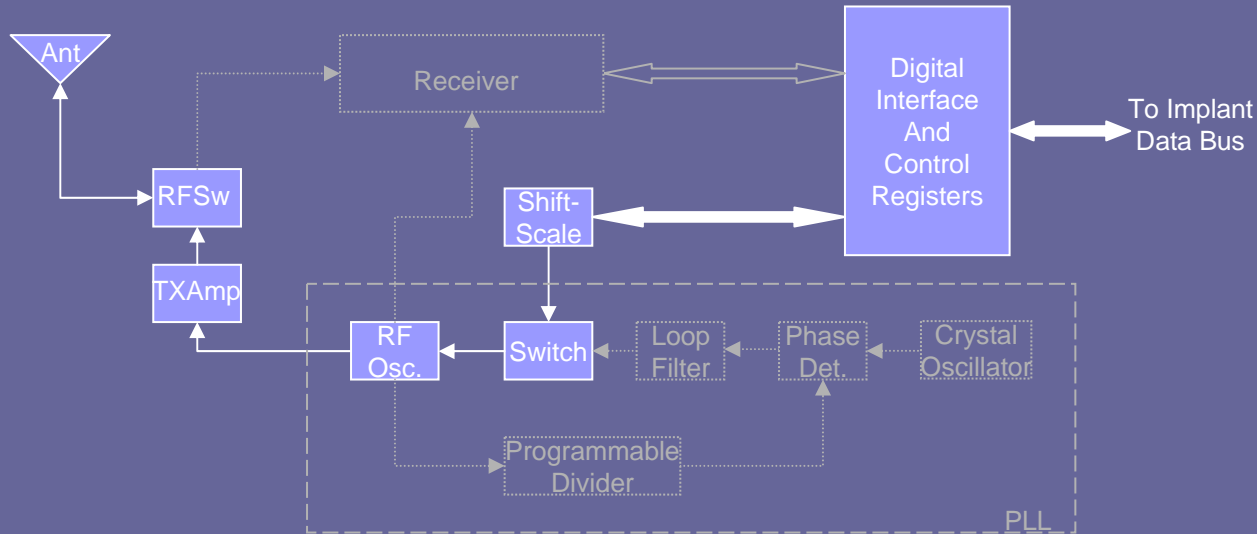 Ant
Receiver
Digital
Interface
And
Control
Registers
To Implant
Data Bus
RFSw
Shift-
Scale
TXAmp
RF
Osc.
Switch
Loop
Filter
Phase
Det.
Crystal
Oscillator
Programmable
Divider
PLL